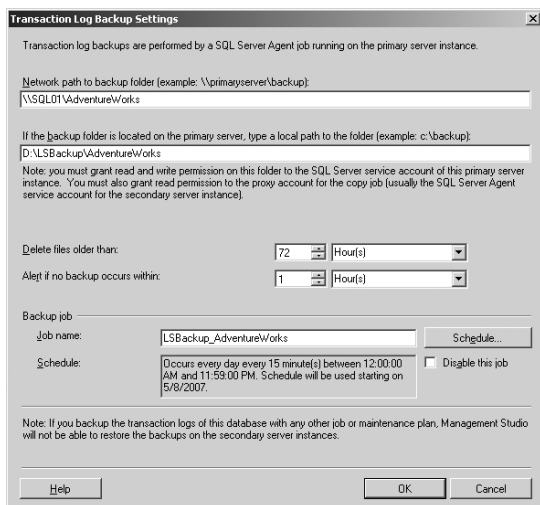 Transaction Log Backup Settings
Transaction log backups are performed by a SQL Server Agent job running on the primary server instance.
Network path to backup folder (example: \\primaryserver\backup):
\\SQL01\AdventureWorks
If the backup folder is located on the primary server, type a local path to the folder (example: c:\backup):
D:\LSBackup\AdventureWorks
Note: you must grant read and write permission on this folder to the SQL Server service account of this primary server
instance. You must also grant read permission to the proxy account for the copy job (usually the SQL Server Agent
service account for the secondary server instance).
Delete files older than: 72 Hour(s)
Alert if no backup occurs within: 1 Hour(s)
Backup job
Job name: LSBackup_AdventureWorks Schedule...
Schedule: Occurs every day every 15 minute(s) between 12:00:00 Disable this job
AM and 11:59:00 PM. Schedule will be used starting on
5/8/2007.
Note: If you backup the transaction logs of this database with any other job or maintenance plan, Management Studio
will not be able to restore the backups on the secondary server instances.
Help OK Cancel